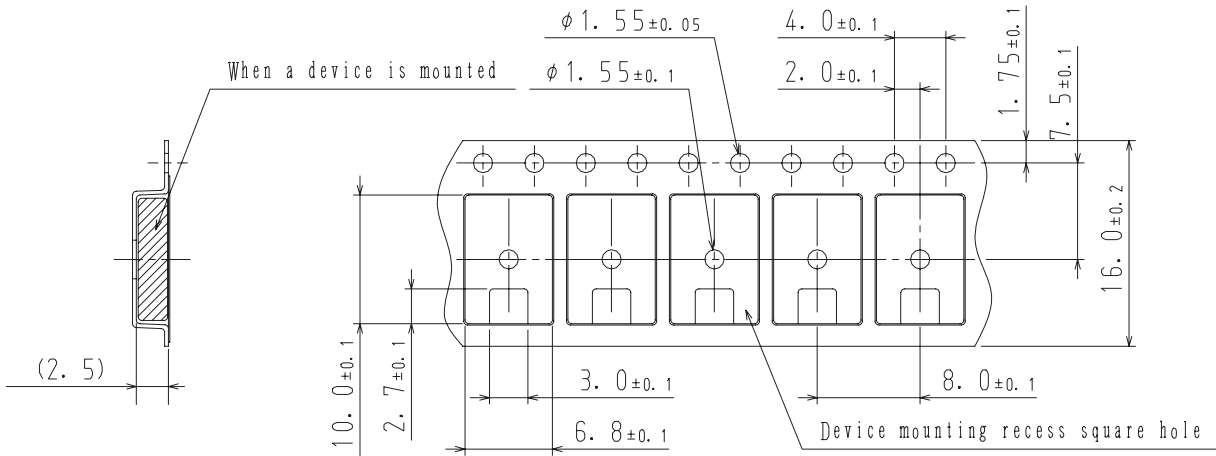 φ1.55±0.05
4.0±0.1
When a device is mounted
φ1.55±0.1
2.0±0.1
1.75±0.1
7.5±0.1
16.0±0.2
(2.5)
10.0±0.1
2.7±0.1
3.0±0.1
8.0±0.1
6.8±0.1
Device mounting recess square hole